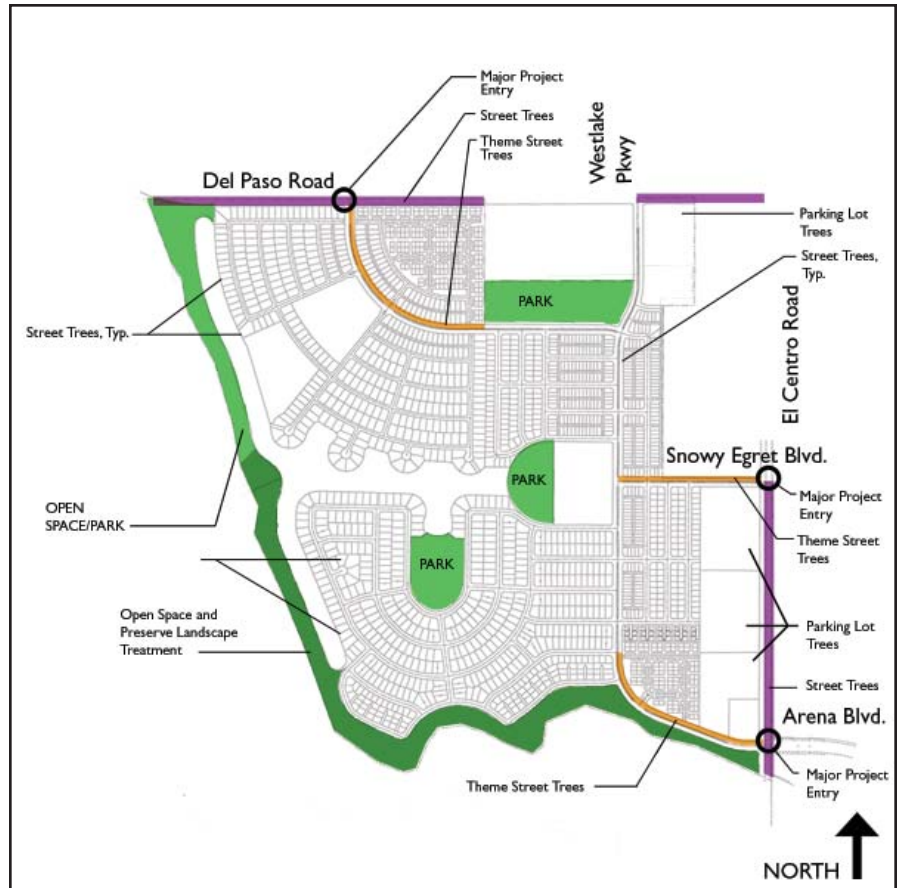 Major Project
Entry
Street Trees
Theme Street
Trees
Westlake
Pkwy
Del Paso Road
Parking Lot
Trees
Street Trees,
Typ.
PARK
Street Trees, Typ.
El Centro Road
Snowy Egret Blvd.
PARK
Major Project
Entry
OPEN
SPACE/PARK
Theme Street
Trees
PARK
Open Space and
Preserve Landscape
Treatment
Parking Lot
Trees
Street Trees
Arena Blvd.
Theme Street Trees
Major Project
Entry
NORTH